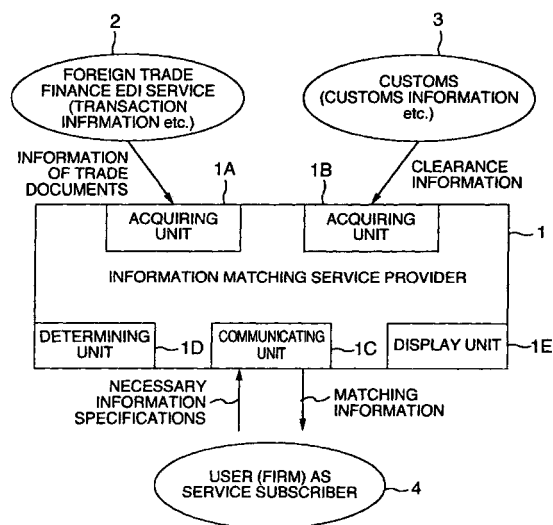 2
3
FOREIGN TRADE
FINANCE EDI SERVICE
(TRANSACTION
INFRMATION etc.)
CUSTOMS
(CUSTOMS INFORMATION
etc.)
INFORMATION
OF TRADE
DOCUMENTS
1A
1B
CLEARANCE
INFORMATION
ACQUIRING
UNIT
ACQUIRING
UNIT
1
INFORMATION MATCHING SERVICE PROVIDER
DETERMINING
UNIT
1D
COMMUNICATING
UNIT
1C
DISPLAY UNIT
1E
NECESSARY
INFORMATION
SPECIFICATIONS
MATCHING
INFORMATION
USER (FIRM) AS
SERVICE SUBSCRIBER
4